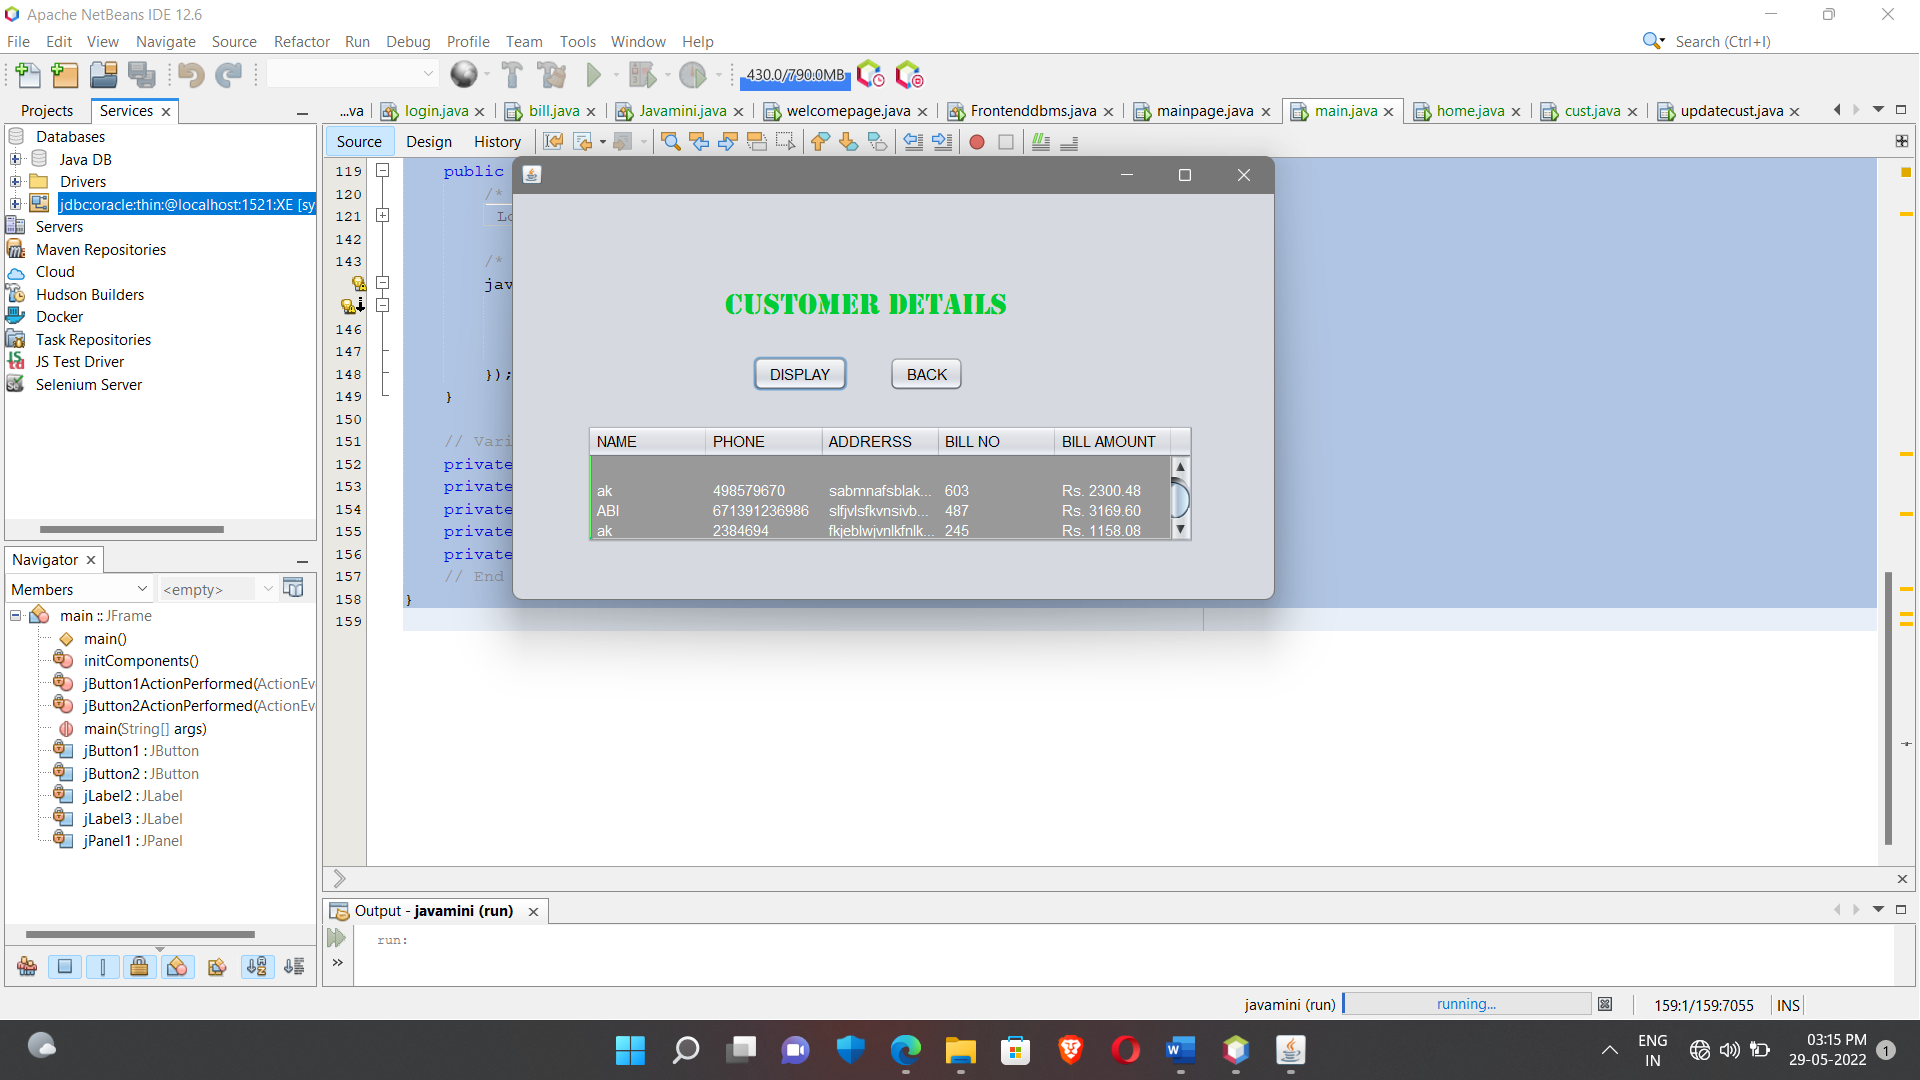 Apache NetBeans IDE 12.6
File Edit View Navigate Source Refactor Run Debug Profile Team Tools Window Help
Search (Ctrl+I)
430.0/790.0MB
Projects Services
...va login.java bill.java Javamini.java welcomepage.java Frontenddbms.java mainpage.java main.java home.java cust.java updatecust.java
Source Design History
Databases
Java DB
Drivers
jdbc:oracle:thin:@localhost:1521:XE [sy
Servers
Maven Repositories
Cloud
Hudson Builders
Docker
Task Repositories
JS Test Driver
Selenium Server
119 public
120 /*
121
142
143 /*
jav
146
147
148 });
149 }
150
151 // Vari
152 private
153 private
154 private
155 private
156 private
157 // End
158 }
159
CUSTOMER DETAILS
DISPLAY BACK
NAME PHONE ADDRERSS BILL NO BILL AMOUNT
ak 498579670 sabmnafsblak... 603 Rs. 2300.48
ABI 671391236986 slfjvlsfkvnsivb... 487 Rs. 3169.60
ak 2384694 fkjeblwjvnlkfnlk... 245 Rs. 1158.08
Navigator
Members <empty>
main :: JFrame
main()
initComponents()
jButton1ActionPerformed(ActionEv
jButton2ActionPerformed(ActionEv
main(String[] args)
jButton1 : JButton
jButton2 : JButton
jLabel2 : JLabel
jLabel3 : JLabel
jPanel1 : JPanel
Output - javamini (run)
run:
javamini (run) running... 159:1/159:7055 INS
ENG
IN
03:15 PM
29-05-2022
1